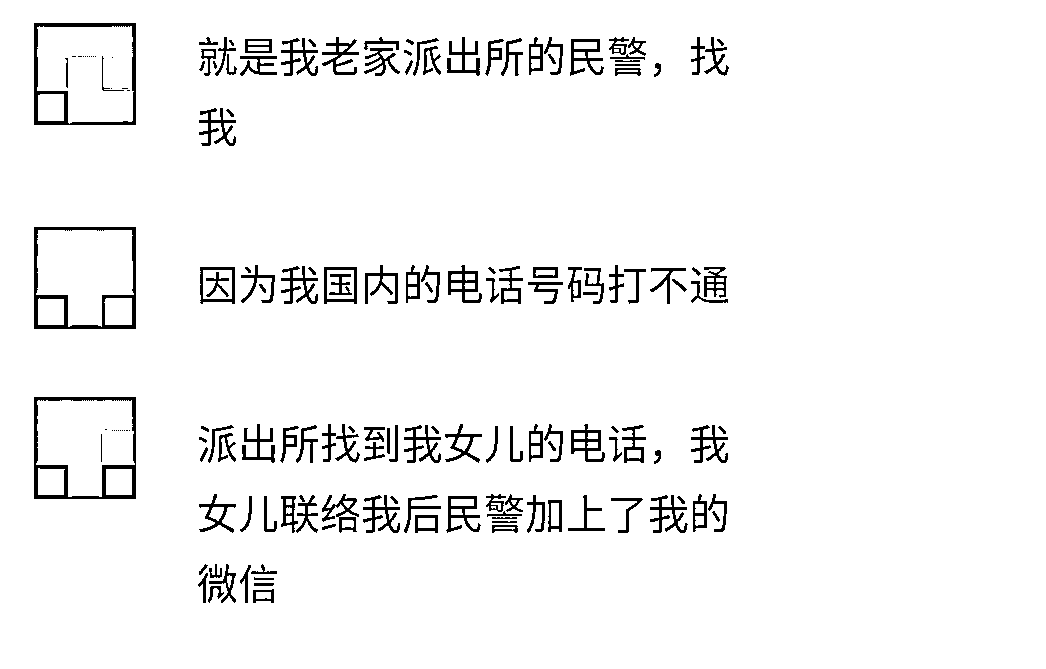 就是我老家派出所的民警，找
我
因为我国内的电话号码打不通
派出所找到我女儿的电话，我
女儿联络我后民警加上了我的
微信